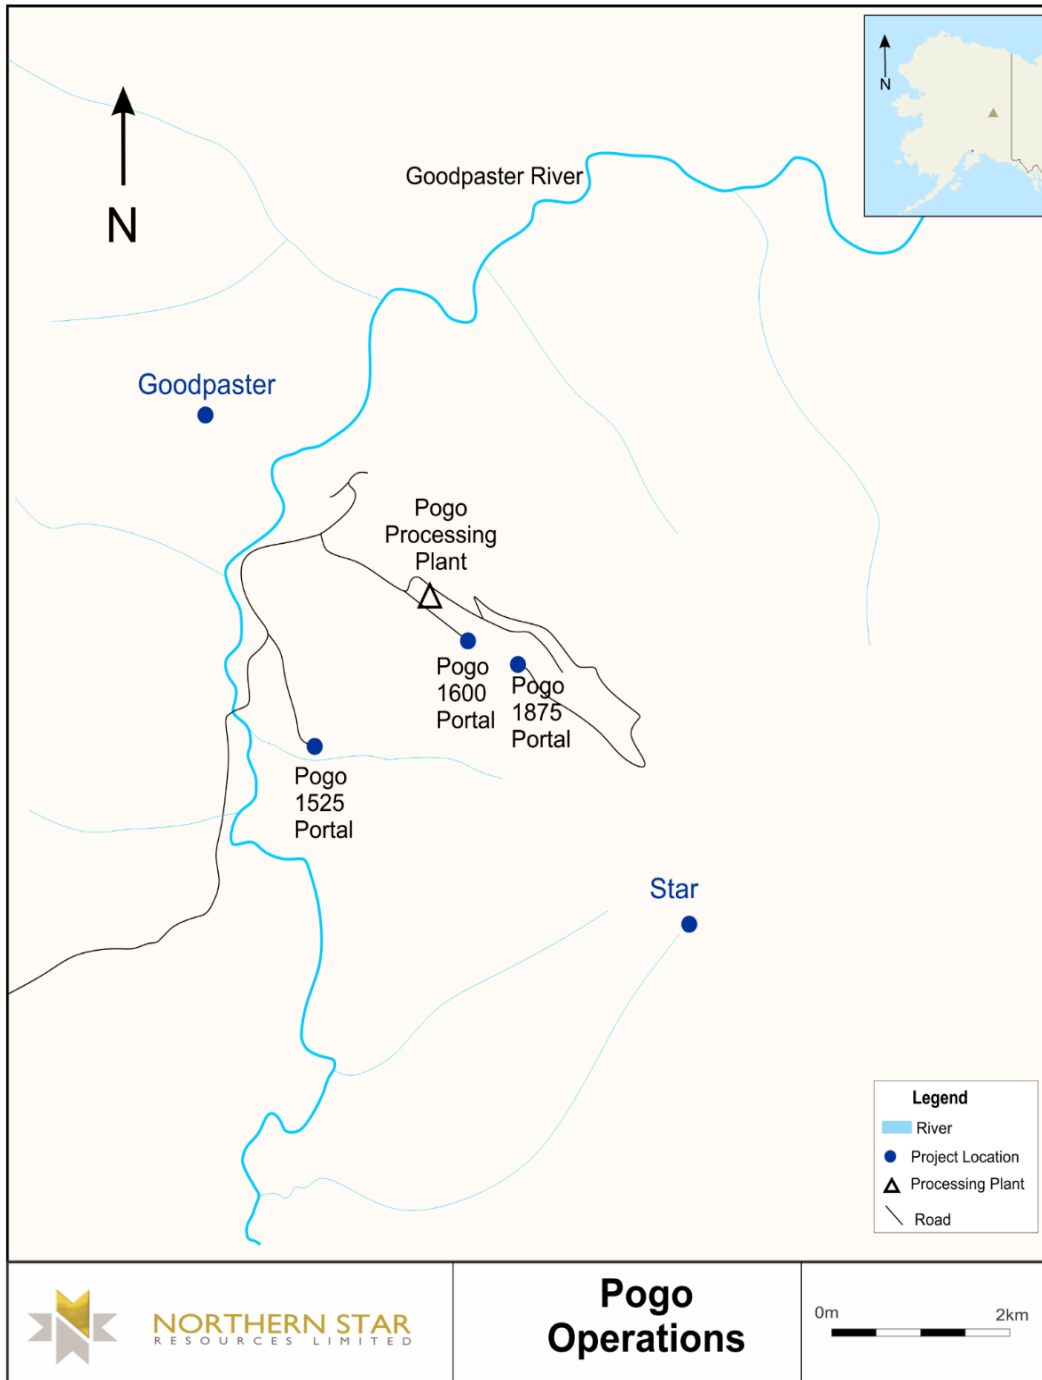 N
N
Goodpaster River
Goodpaster
Pogo
Processing
Plant
Pogo
1600
Portal
Pogo
1875
Portal
Pogo
1525
Portal
Star
Legend
River
Project Location
Processing Plant
Road
NORTHERN STAR
RESOURCES LIMITED
Pogo
Operations
0m 2km